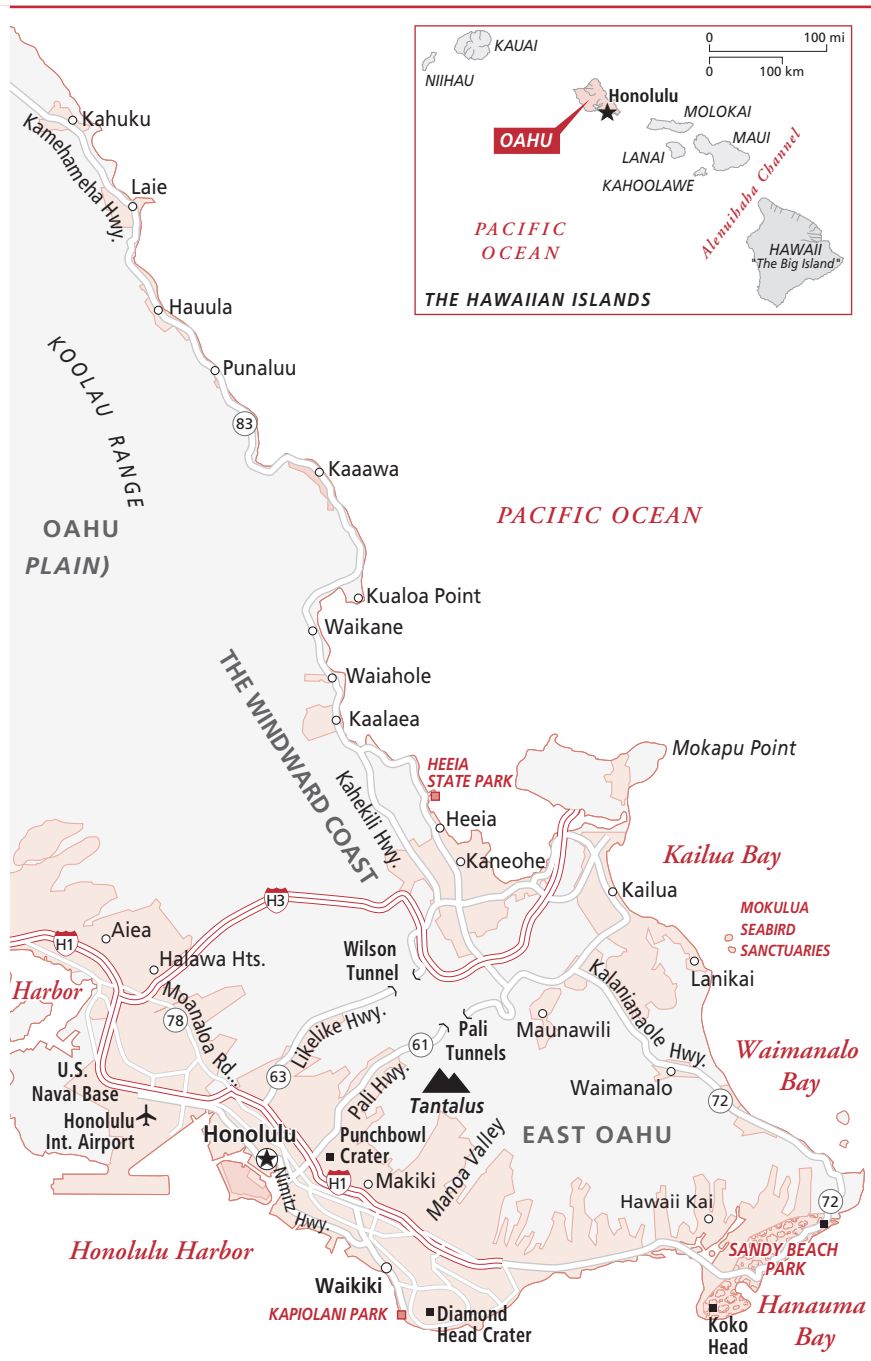 KAUAI
NIIHAU
0 100 mi
0 100 km
Honolulu
OAHU
MOLOKAI
MAUI
LANAI
KAHOOLAWE
Alenuihaba Channel
PACIFIC
OCEAN
HAWAII
"The Big Island"
THE HAWAIIAN ISLANDS
Kahuku
Kamehameha Hwy.
Laie
Hauula
KOOLAU RANGE
Punaluu
83
Kaaawa
PACIFIC OCEAN
OAHU
PLAIN)
Kualoa Point
Waikane
THE WINDWARD COAST
Waiahole
Kaalaea
Mokapu Point
HEEIA
STATE PARK
Kahekili Hwy.
Heeia
Kaneohe
Kailua Bay
Kailua
H3
MOKULUA
SEABIRD
SANCTUARIES
Aiea
H1
Halawa Hts.
Wilson
Tunnel
Lanikai
Harbor
Moanaloa Rd...
78
Kalanianaole Hwy.
Likelike Hwy.
Pali
Tunnels
Maunawili
61
Waimanalo
Bay
U.S.
Naval Base
63
Pali Hwy.
Waimanalo
72
Tantalus
Honolulu
Int. Airport
Honolulu
Punchbowl
Crater
EAST OAHU
Manoa Valley
H1
Makiki
Nimitz Hwy.
Hawaii Kai
72
Honolulu Harbor
SANDY BEACH
PARK
Waikiki
KAPIOLANI PARK
Diamond
Head Crater
Koko
Head
Hanauma
Bay